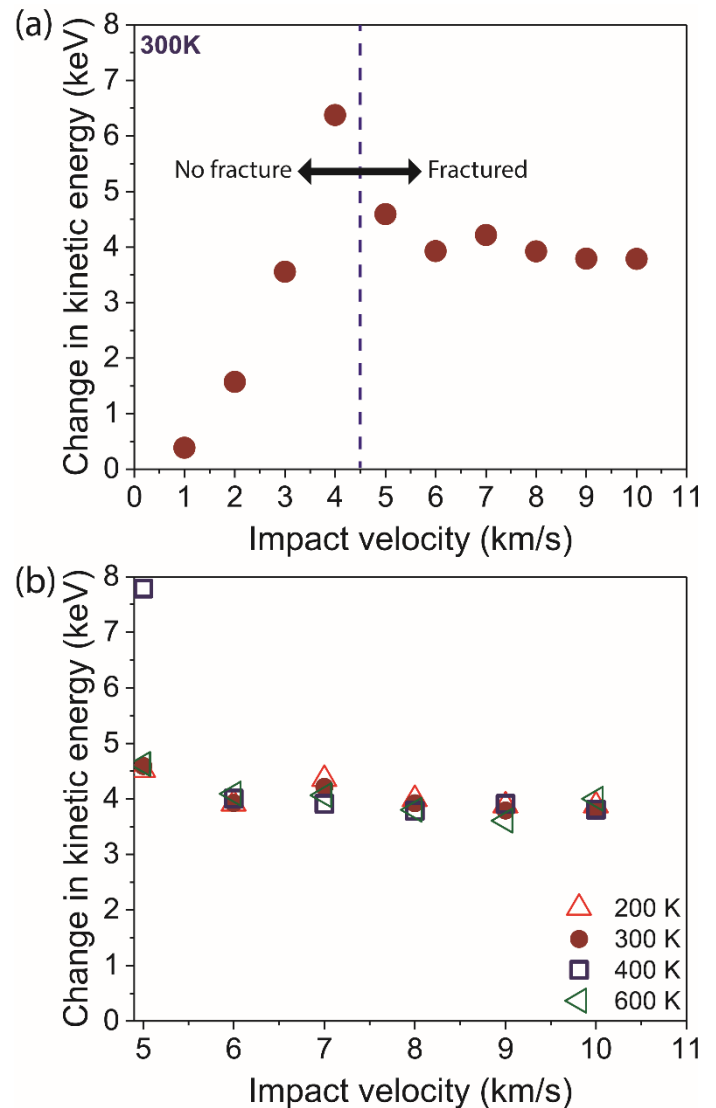 (a)
300K
8
7
6
5
4
3
2
1
0
Change in kinetic energy (keV)
No fracture
Fractured
0 1 2 3 4 5 6 7 8 9 10 11
Impact velocity (km/s)
(b)
8
7
6
5
4
3
2
1
0
Change in kinetic energy (keV)
200 K
300 K
400 K
600 K
5 6 7 8 9 10 11
Impact velocity (km/s)